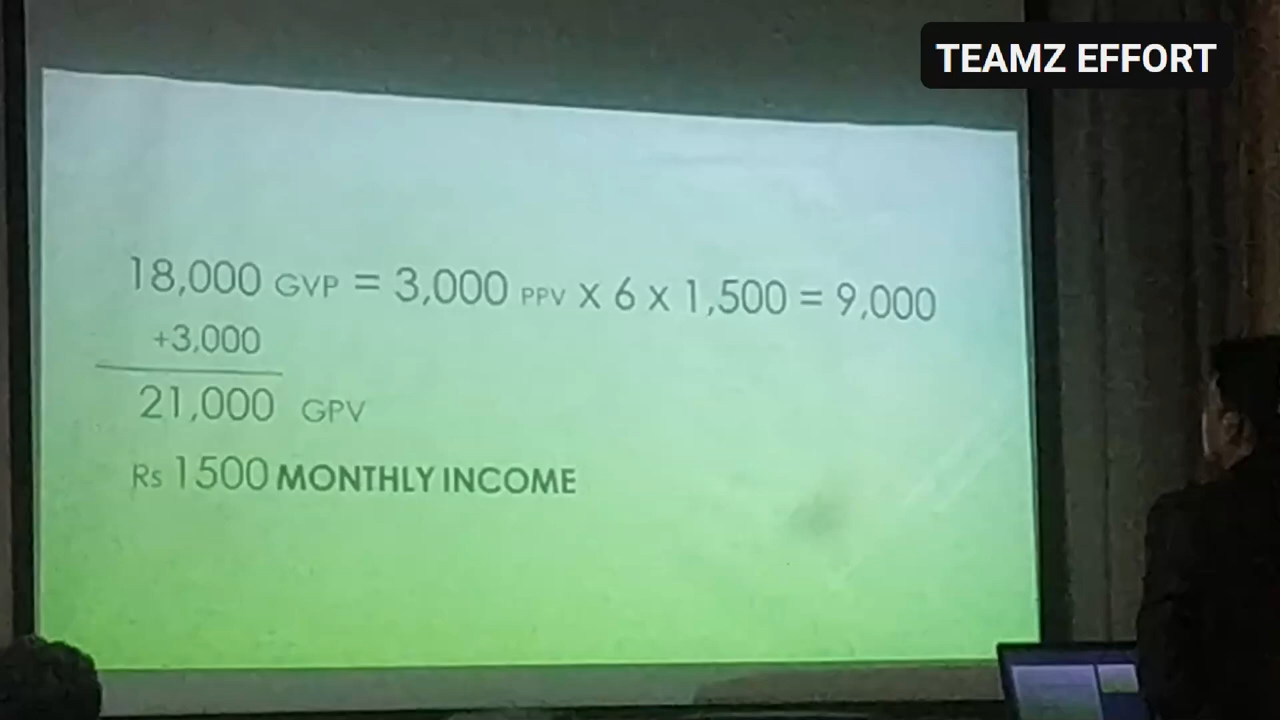 TEAMZ EFFORT
18,000 GVP = 3,000 PPV X 6 x 1,500 = 9,000
+3,000
21,000 GPV
Rs 1500 MONTHLY INCOME